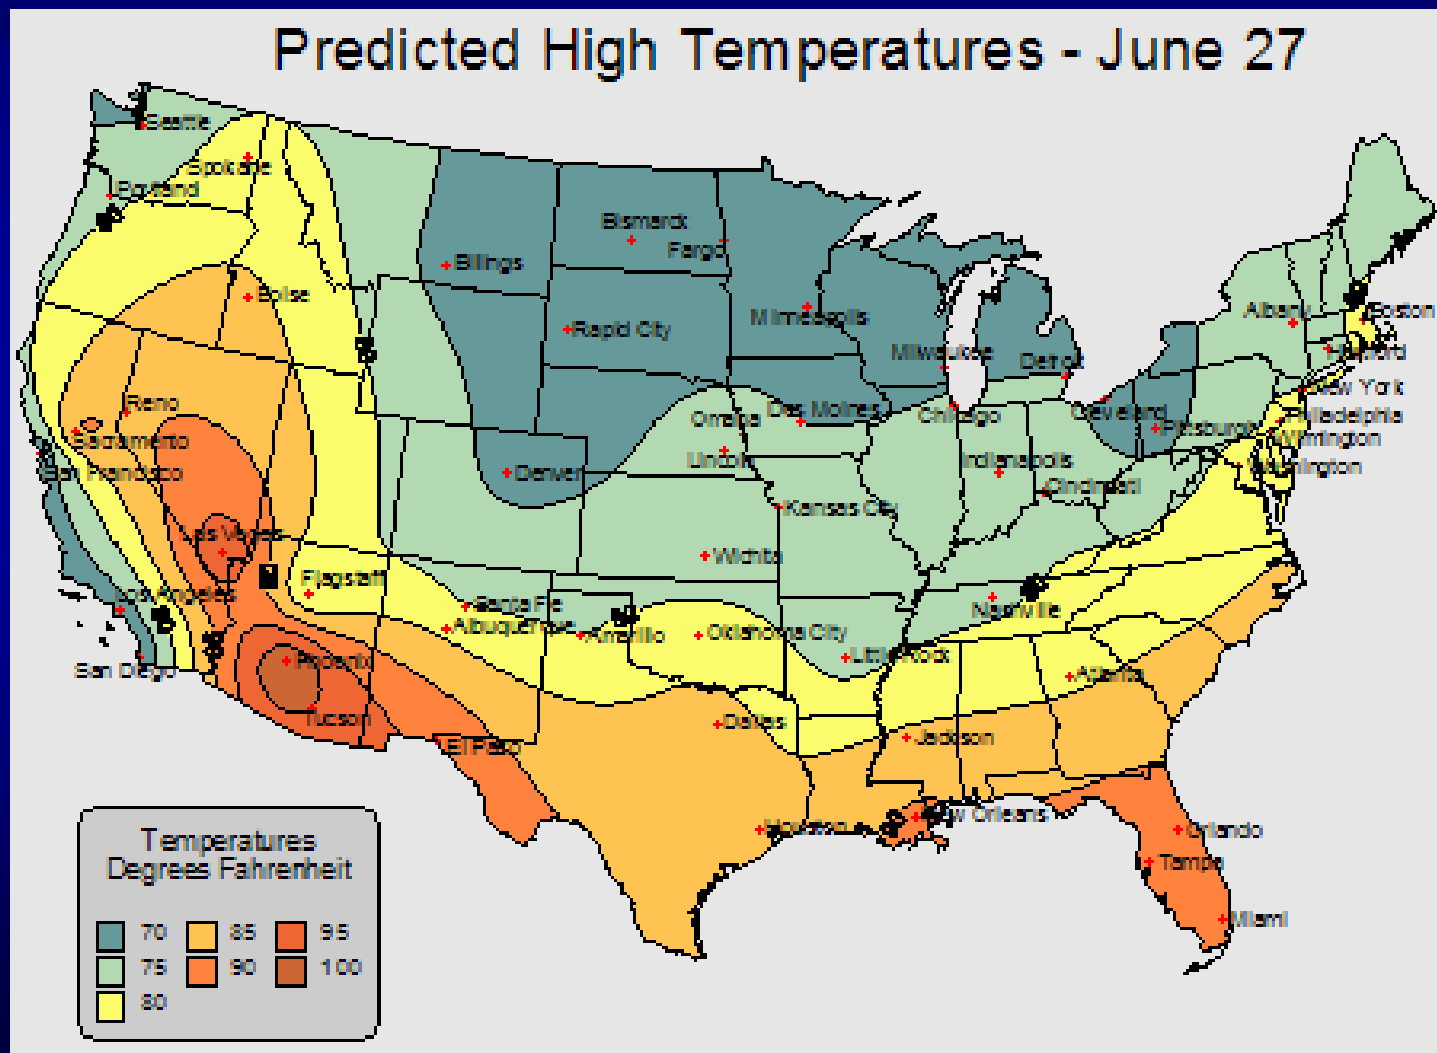 Predicted High Temperatures - June 27
Seattle
Spokane
Portland
Bismarck
Fargo
Billings
Boise
Rapid City
Minneapolis
Milwaukee
Detroit
Albany
Boston
Hartford
New York
Reno
Sacramento
San Francisco
Omaha
Des Moines
Chicago
Cleveland
Pittsburgh
Philadelphia
Wilmington
Washington
Lincoln
Denver
Indianapolis
Cincinnati
Kansas City
Las Vegas
Wichita
Flagstaff
Los Angeles
Santa Fe
Albuquerque
Amarillo
Oklahoma City
Nashville
Little Rock
San Diego
Phoenix
Atlanta
Tucson
Dallas
Jackson
El Paso
Houston
New Orleans
Orlando
Tampa
Miami
Temperatures
Degrees Fahrenheit
70 85 95
75 90 100
80